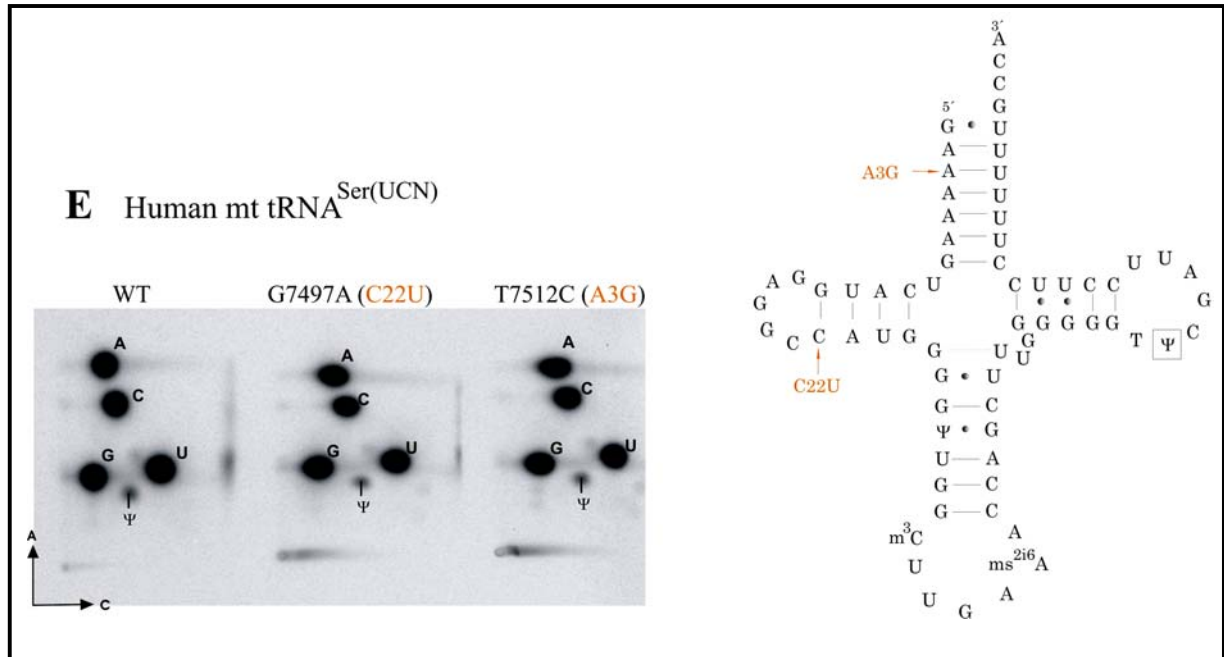 E Human mt tRNA Ser(UCN)
WT G7497A (C22U) T7512C (A3G)
A A A
C C C
G U G U G U
Ψ Ψ Ψ
A
C
3´
A
C
C
5´ G
G • U
A U
A3G A U
A U
A U
A U
G C
A G G U A C U C U U C C U U A
G G
G C C A U G G G G G G G T Ψ C
C22U G U U
G • U
G C
Ψ • G
U A
G C
G C
m3C A
U ms2i6A
U G A